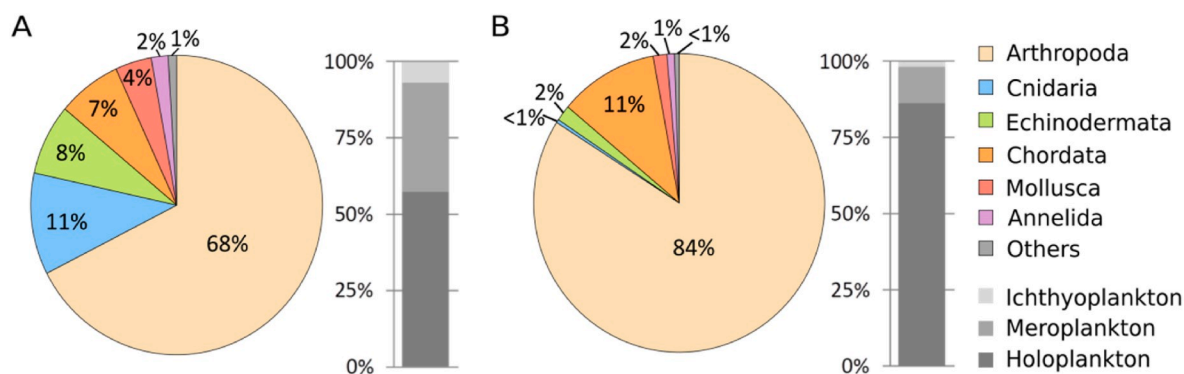 A
2% 1%
4%
7%
8%
11%
68%
100%
75%
50%
25%
0%
B
1%
2% <1%
2%
<1%
11%
84%
100%
75%
50%
25%
0%
Arthropoda
Cnidaria
Echinodermata
Chordata
Mollusca
Annelida
Others
Ichthyoplankton
Meroplankton
Holoplankton